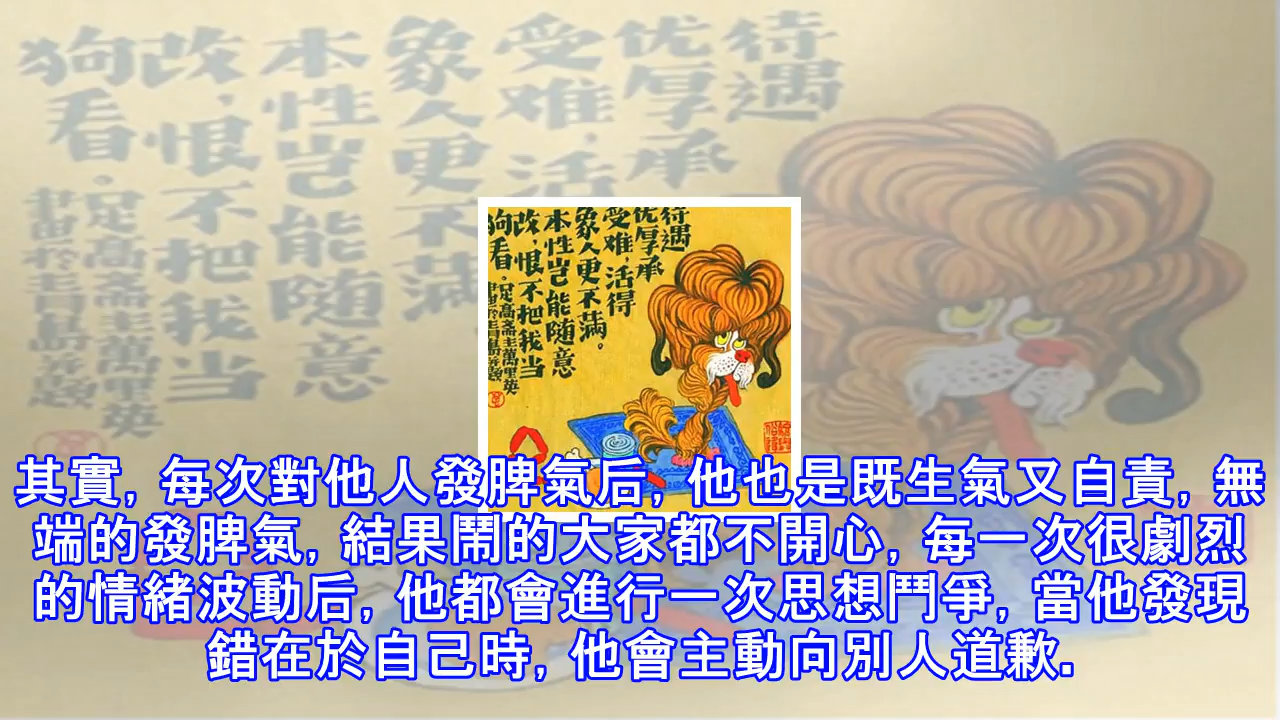 待遇
优厚承
受难,活得
象人更不满。
本性岂能随意
改,恨不把我当
狗看。
其實, 每次對他人發脾氣后, 他也是既生氣又自責, 無
端的發脾氣, 結果鬧的大家都不開心, 每一次很劇烈
的情緒波動后, 他都會進行一次思想鬥爭, 當他發現
錯在於自己時, 他會主動向別人道歉.